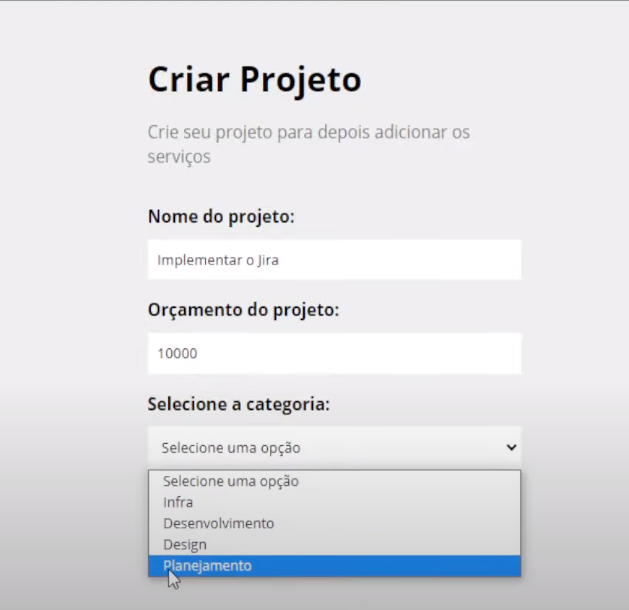 Criar Projeto
Crie seu projeto para depois adicionar os
serviços
Nome do projeto:
Implementar o Jira
Orçamento do projeto:
10000
Selecione a categoria:
Selecione uma opção
Selecione uma opção
Infra
Desenvolvimento
Design
Planejamento